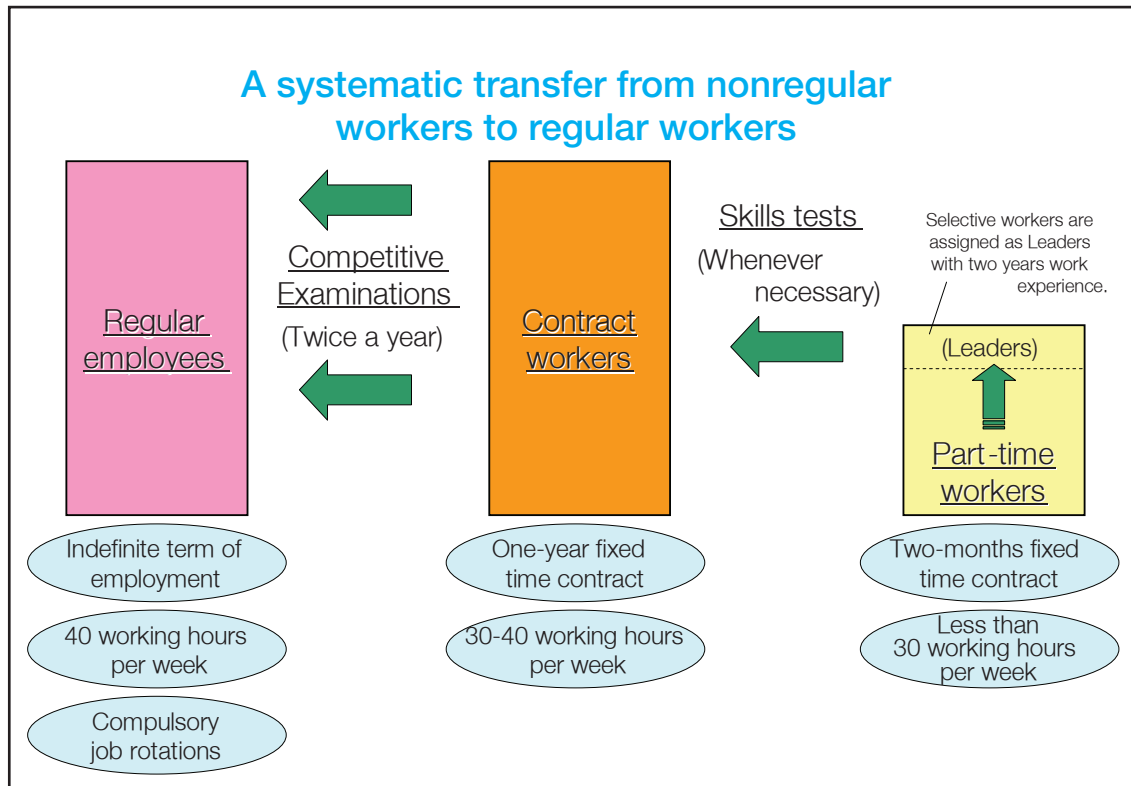 A systematic transfer from nonregular
workers to regular workers
Regular
employees
Competitive
Examinations
(Twice a year)
Contract
workers
Skills tests
(Whenever
necessary)
Selective workers are
assigned as Leaders
with two years work
experience.
(Leaders)
Part-time
workers
Indefinite term of
employment
40 working hours
per week
Compulsory
job rotations
One-year fixed
time contract
30-40 working hours
per week
Two-months fixed
time contract
Less than
30 working hours
per week